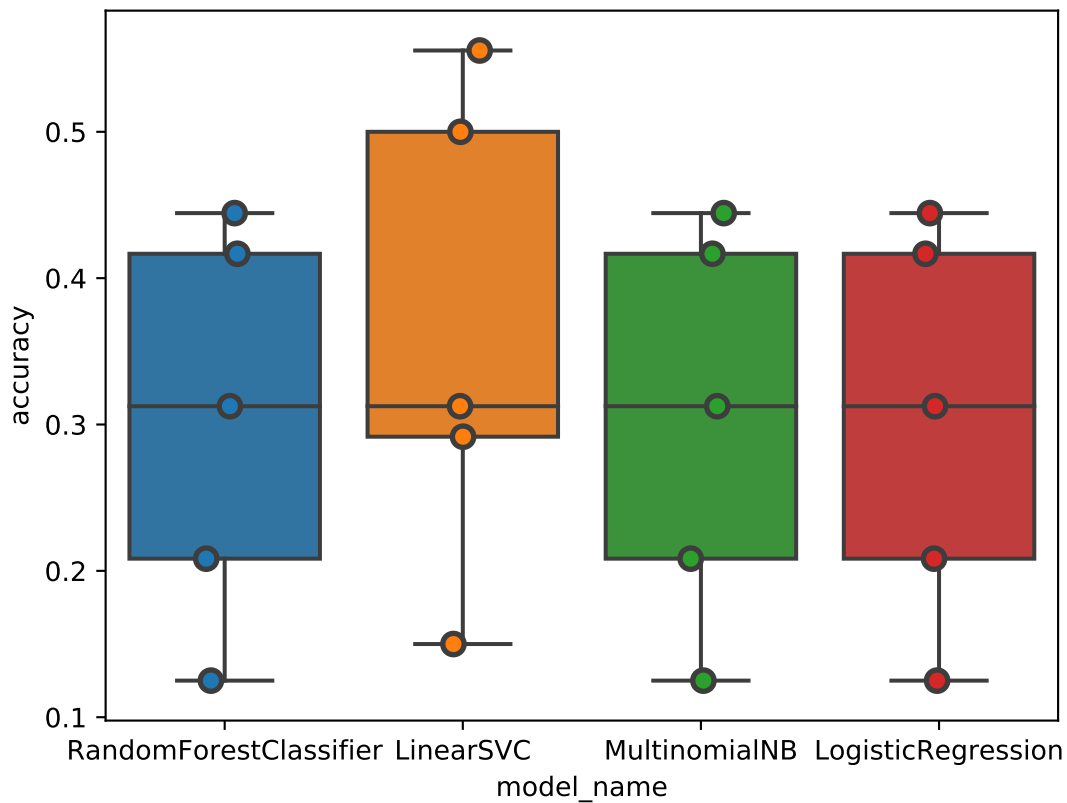 0.5
0.4
0.3
0.2
0.1
accuracy
RandomForestClassifier LinearSVC MultinomialNB LogisticRegression
model_name